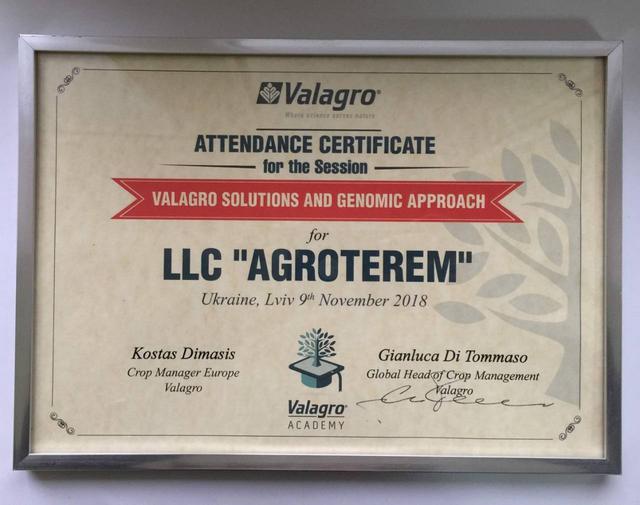 Valagro®
Where science serves nature
ATTENDANCE CERTIFICATE
for the Session
VALAGRO SOLUTIONS AND GENOMIC APPROACH
for
LLC "AGROTEREM"
Ukraine, Lviv 9th November 2018
Kostas Dimasis
Crop Manager Europe
Valagro
Gianluca Di Tommaso
Global Head of Crop Management
Valagro
Valagro®
ACADEMY